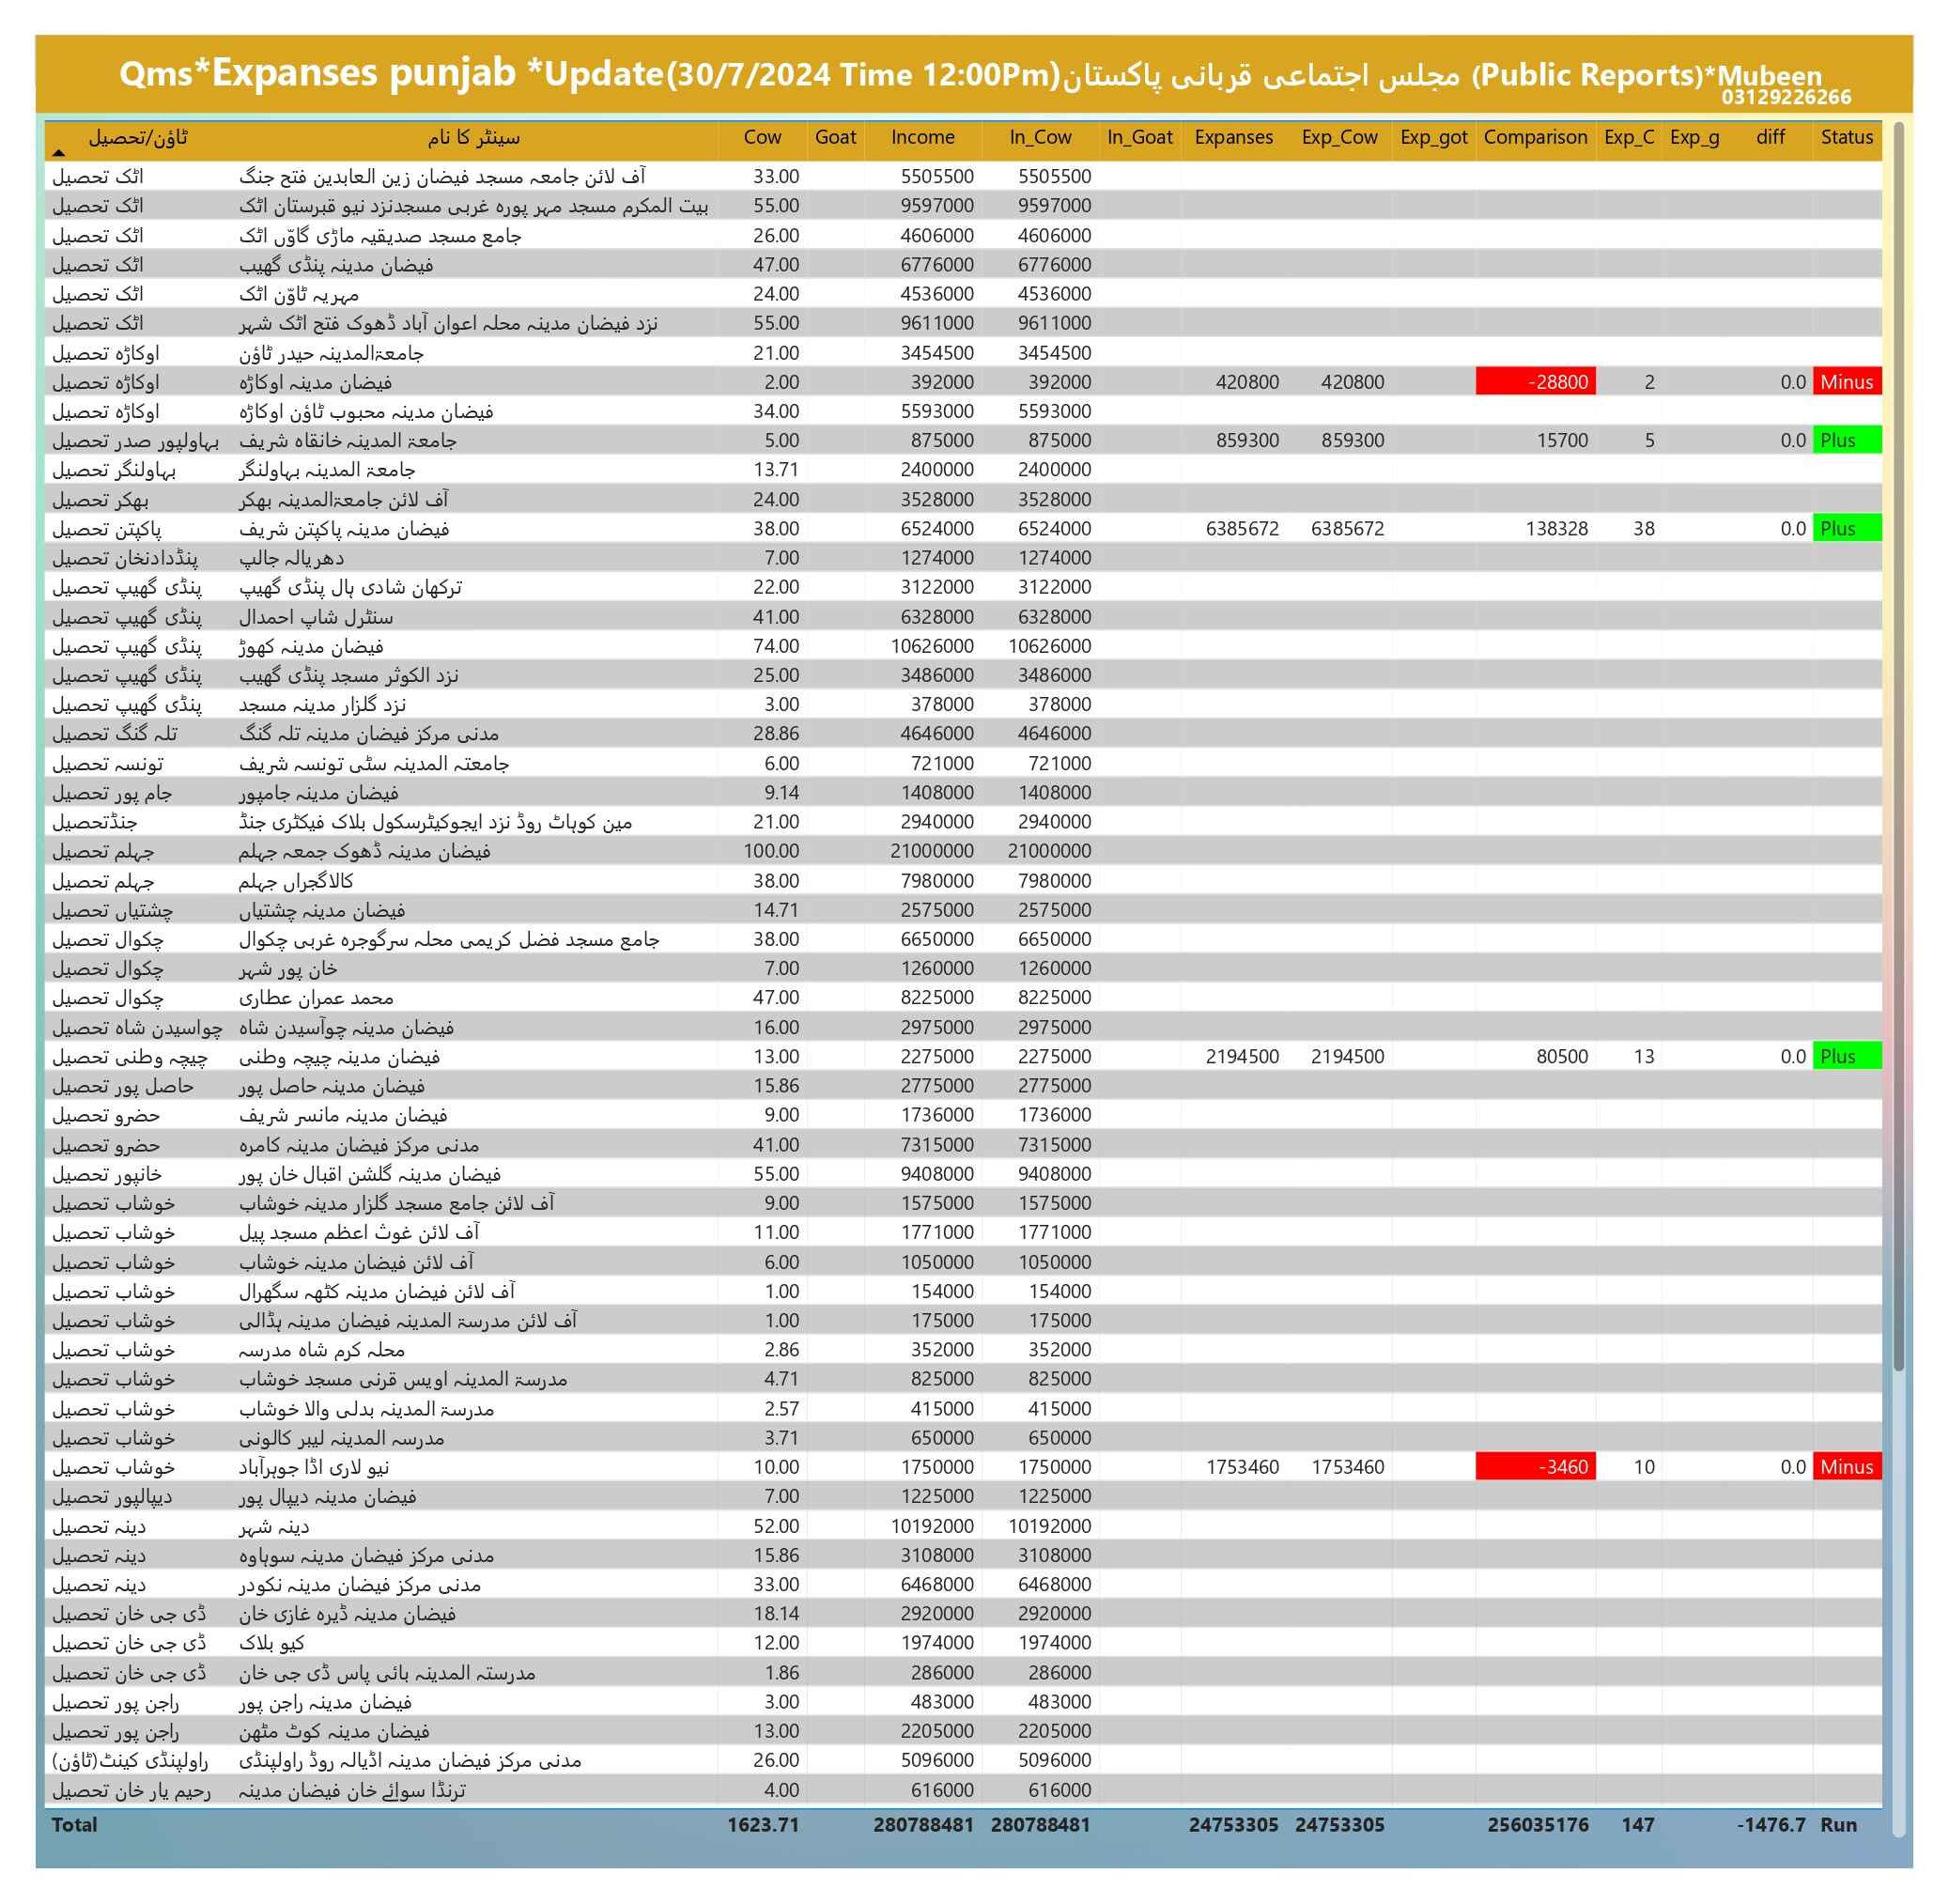 Qms*Expanses punjab *Update(30/7/2024 Time 12:00Pm)مجلس اجتماعی قربانی پاکستان (Public Reports)*Mubeen
03129226266
ٹاؤن/تحصیل سینٹر کا نام Cow Goat Income In_Cow In_Goat Expanses Exp_Cow Exp_got Comparison Exp_C Exp_g diff Status
اٹک تحصیل آف لائن جامعہ مسجد فیضان زین العابدین فتح جنگ 33.00 5505500 5505500
اٹک تحصیل بیت المکرم مسجد مہر پورہ غربی مسجدنزد نیو قبرستان اٹک 55.00 9597000 9597000
اٹک تحصیل جامع مسجد صدیقیہ ماڑی گاوّں اٹک 26.00 4606000 4606000
اٹک تحصیل فیضان مدینہ پنڈی گھیب 47.00 6776000 6776000
اٹک تحصیل مہریہ ٹاوّن اٹک 24.00 4536000 4536000
اٹک تحصیل نزد فیضان مدینہ محلہ اعوان آباد ڈھوک فتح اٹک شہر 55.00 9611000 9611000
اوکاڑہ تحصیل جامعۃالمدینہ حیدر ٹاؤن 21.00 3454500 3454500
اوکاڑہ تحصیل فیضان مدینہ اوکاڑہ 2.00 392000 392000 420800 420800 -28800 2 0.0 Minus
اوکاڑہ تحصیل فیضان مدینہ محبوب ٹاؤن اوکاڑہ 34.00 5593000 5593000
بہاولپور صدر تحصیل جامعۃ المدینہ خانقاہ شریف 5.00 875000 875000 859300 859300 15700 5 0.0 Plus
بہاولنگر تحصیل جامعۃ المدینہ بہاولنگر 13.71 2400000 2400000
بھکر تحصیل آف لائن جامعۃالمدینہ بھکر 24.00 3528000 3528000
پاکپتن تحصیل فیضان مدینہ پاکپتن شریف 38.00 6524000 6524000 6385672 6385672 138328 38 0.0 Plus
پنڈدادنخان تحصیل دھریالہ جالپ 7.00 1274000 1274000
پنڈی گھیپ تحصیل ترکھان شادی ہال پنڈی گھیپ 22.00 3122000 3122000
پنڈی گھیپ تحصیل سنٹرل شاپ احمدال 41.00 6328000 6328000
پنڈی گھیپ تحصیل فیضان مدینہ کھوڑ 74.00 10626000 10626000
پنڈی گھیپ تحصیل نزد الکوثر مسجد پنڈی گھیب 25.00 3486000 3486000
پنڈی گھیپ تحصیل نزد گلزار مدینہ مسجد 3.00 378000 378000
تلہ گنگ تحصیل مدنی مرکز فیضان مدینہ تلہ گنگ 28.86 4646000 4646000
تونسہ تحصیل جامعتہ المدینہ سٹی تونسہ شریف 6.00 721000 721000
جام پور تحصیل فیضان مدینہ جامپور 9.14 1408000 1408000
جنڈتحصیل مین کوہاٹ روڈ نزد ایجوکیٹرسکول بلاک فیکٹری جنڈ 21.00 2940000 2940000
جہلم تحصیل فیضان مدینہ ڈھوک جمعہ جہلم 100.00 21000000 21000000
جہلم تحصیل کالاگجراں جہلم 38.00 7980000 7980000
چشتیاں تحصیل فیضان مدینہ چشتیاں 14.71 2575000 2575000
چکوال تحصیل جامع مسجد فضل کریمی محلہ سرگوجرہ غربی چکوال 38.00 6650000 6650000
چکوال تحصیل خان پور شہر 7.00 1260000 1260000
چکوال تحصیل محمد عمران عطاری 47.00 8225000 8225000
چواسیدن شاہ تحصیل فیضان مدینہ چوآسیدن شاہ 16.00 2975000 2975000
چیچہ وطنی تحصیل فیضان مدینہ چیچہ وطنی 13.00 2275000 2275000 2194500 2194500 80500 13 0.0 Plus
حاصل پور تحصیل فیضان مدینہ حاصل پور 15.86 2775000 2775000
حضرو تحصیل فیضان مدینہ مانسر شریف 9.00 1736000 1736000
حضرو تحصیل مدنی مرکز فیضان مدینہ کامرہ 41.00 7315000 7315000
خانپور تحصیل فیضان مدینہ گلشن اقبال خان پور 55.00 9408000 9408000
خوشاب تحصیل آف لائن جامع مسجد گلزار مدینہ خوشاب 9.00 1575000 1575000
خوشاب تحصیل آف لائن غوث اعظم مسجد پیل 11.00 1771000 1771000
خوشاب تحصیل آف لائن فیضان مدینہ خوشاب 6.00 1050000 1050000
خوشاب تحصیل آف لائن فیضان مدینہ کٹھہ سگھرال 1.00 154000 154000
خوشاب تحصیل آف لائن مدرسۃ المدینہ فیضان مدینہ ہڈالی 1.00 175000 175000
خوشاب تحصیل محلہ کرم شاہ مدرسہ 2.86 352000 352000
خوشاب تحصیل مدرسۃ المدینہ اویس قرنی مسجد خوشاب 4.71 825000 825000
خوشاب تحصیل مدرسۃ المدینہ بدلی والا خوشاب 2.57 415000 415000
خوشاب تحصیل مدرسہ المدینہ لیبر کالونی 3.71 650000 650000
خوشاب تحصیل نیو لاری اڈا جوہرآباد 10.00 1750000 1750000 1753460 1753460 -3460 10 0.0 Minus
دیپالپور تحصیل فیضان مدینہ دیپال پور 7.00 1225000 1225000
دینہ تحصیل دینہ شہر 52.00 10192000 10192000
دینہ تحصیل مدنی مرکز فیضان مدینہ سوہاوہ 15.86 3108000 3108000
دینہ تحصیل مدنی مرکز فیضان مدینہ نکودر 33.00 6468000 6468000
ڈی جی خان تحصیل فیضان مدینہ ڈیرہ غازی خان 18.14 2920000 2920000
ڈی جی خان تحصیل کیو بلاک 12.00 1974000 1974000
ڈی جی خان تحصیل مدرستہ المدینہ بائی پاس ڈی جی خان 1.86 286000 286000
راجن پور تحصیل فیضان مدینہ راجن پور 3.00 483000 483000
راجن پور تحصیل فیضان مدینہ کوٹ مٹھن 13.00 2205000 2205000
راولپنڈی کینٹ(ٹاؤن) مدنی مرکز فیضان مدینہ اڈیالہ روڈ راولپنڈی 26.00 5096000 5096000
رحیم یار خان تحصیل ترنڈا سوائے خان فیضان مدینہ 4.00 616000 616000
Total 1623.71 280788481 280788481 24753305 24753305 256035176 147 -1476.7 Run